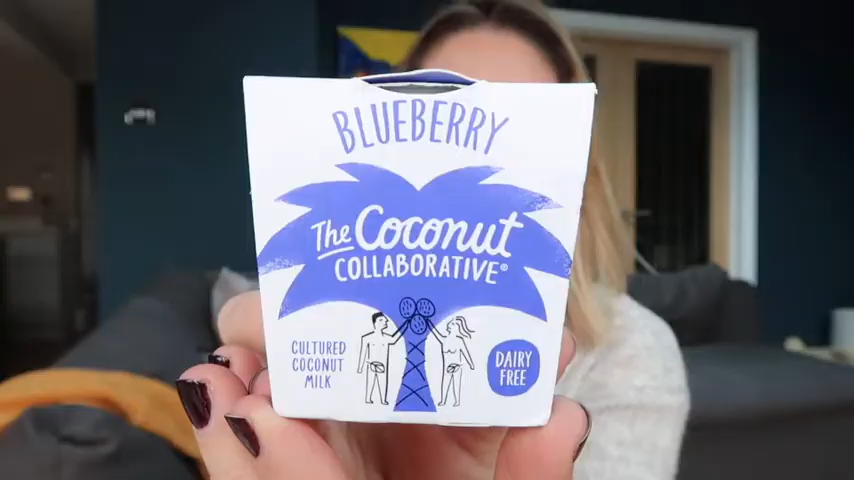 BLUEBERRY
The Coconut
COLLABORATIVE®
CULTURED
COCONUT
MILK
DAIRY
FREE